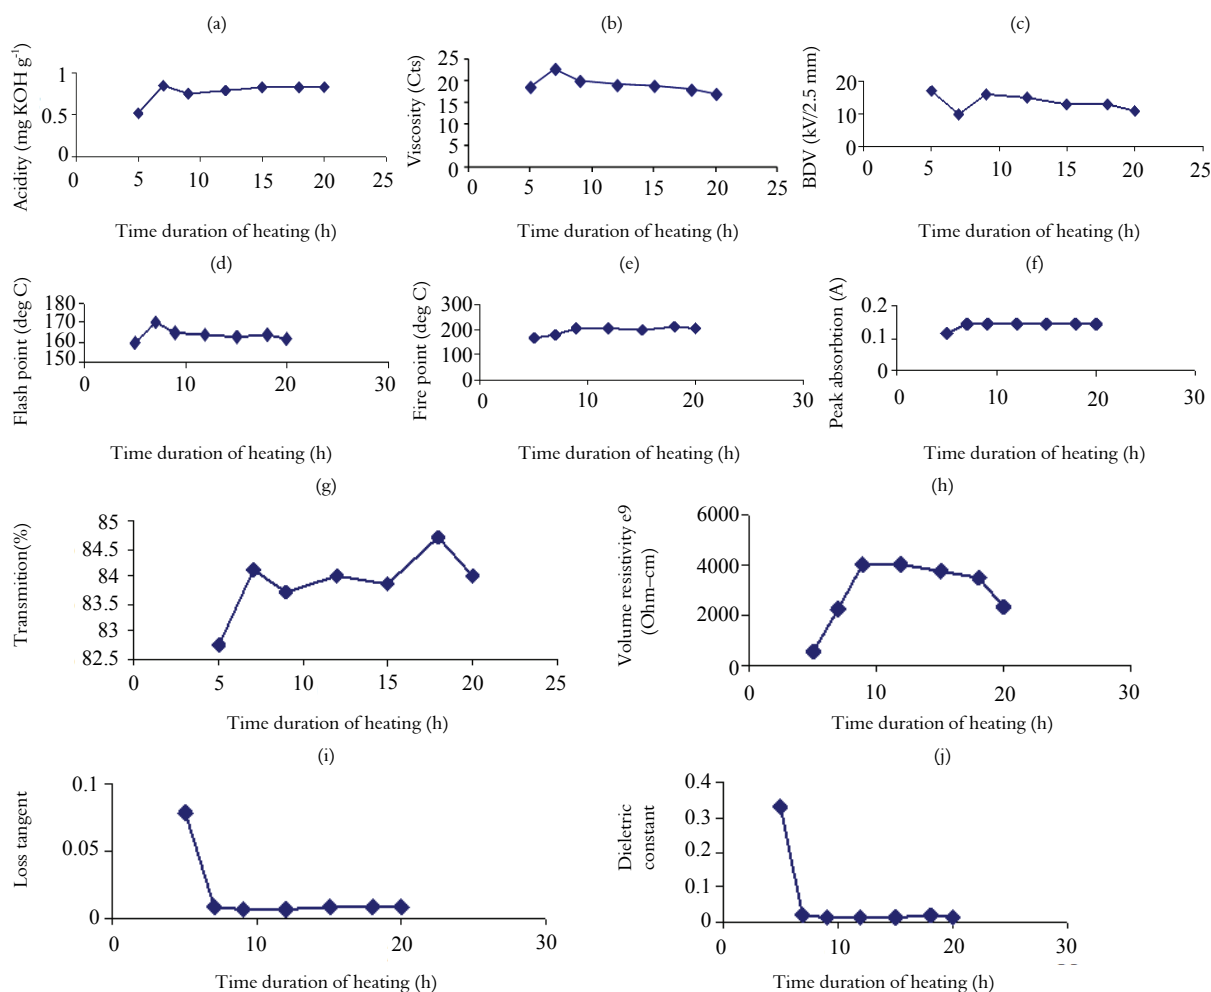 (a)
Acidity (mg KOH g⁻¹)
1
0.5
0
0 5 10 15 20 25
Time duration of heating (h)
(b)
Viscosity (Cts)
25
20
15
10
5
0
0 5 10 15 20 25
Time duration of heating (h)
(c)
BDV (kV/2.5 mm)
20
10
0
0 5 10 15 20 25
Time duration of heating (h)
(d)
Flash point (deg C)
180
170
160
150
0 10 20 30
Time duration of heating (h)
(e)
Fire point (deg C)
300
200
100
0
0 10 20 30
Time duration of heating (h)
(f)
Peak absorbtion (A)
0.2
0.1
0
0 10 20 30
Time duration of heating (h)
(g)
Transmition(%)
85
84.5
84
83.5
83
82.5
0 5 10 15 20 25
Time duration of heating (h)
(h)
Volume resistivity e9
(Ohm–cm)
6000
4000
2000
0
0 10 20 30
Time duration of heating (h)
(i)
Loss tangent
0.1
0.05
0
0 10 20 30
Time duration of heating (h)
(j)
Dieletric
constant
0.4
0.3
0.2
0.1
0
0 10 20 30
Time duration of heating (h)